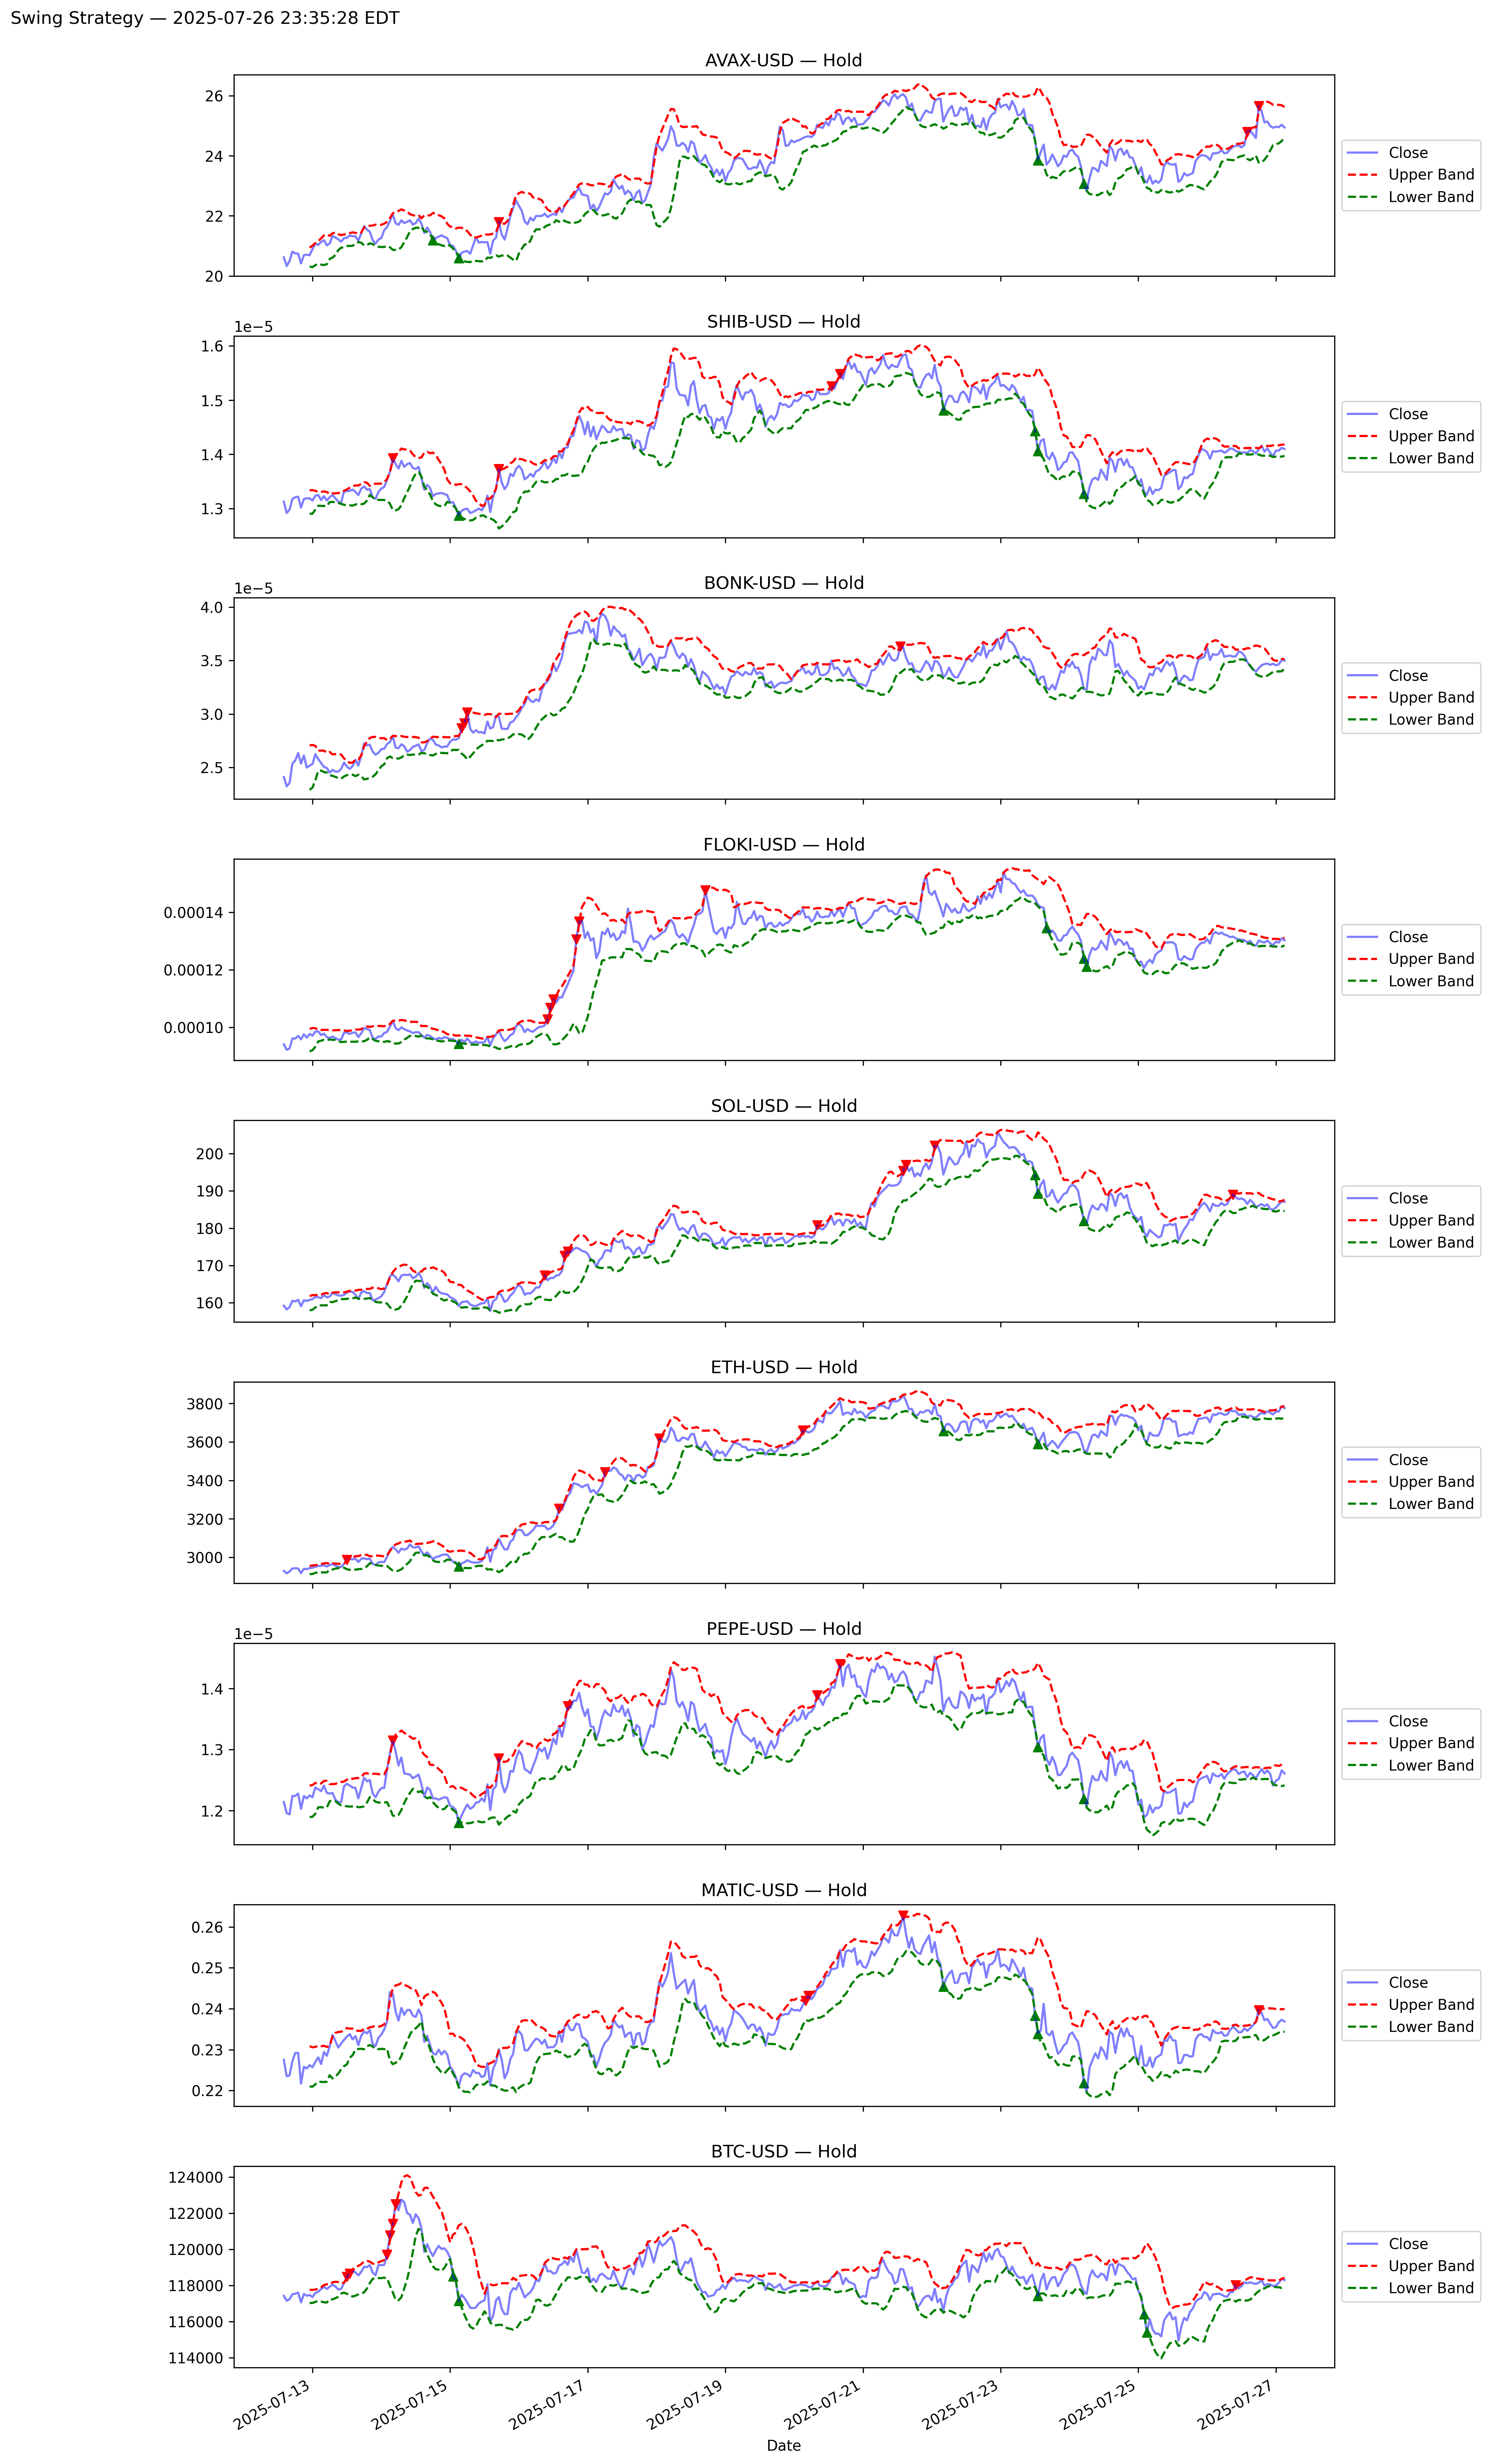 Swing Strategy — 2025-07-26 23:35:28 EDT
AVAX-USD — Hold
26
24
22
20
Close
Upper Band
Lower Band
SHIB-USD — Hold
1e−5
1.6
1.5
1.4
1.3
Close
Upper Band
Lower Band
BONK-USD — Hold
1e−5
4.0
3.5
3.0
2.5
Close
Upper Band
Lower Band
FLOKI-USD — Hold
0.00014
0.00012
0.00010
Close
Upper Band
Lower Band
SOL-USD — Hold
200
190
180
170
160
Close
Upper Band
Lower Band
ETH-USD — Hold
3800
3600
3400
3200
3000
Close
Upper Band
Lower Band
PEPE-USD — Hold
1e−5
1.4
1.3
1.2
Close
Upper Band
Lower Band
MATIC-USD — Hold
0.26
0.25
0.24
0.23
0.22
Close
Upper Band
Lower Band
BTC-USD — Hold
124000
122000
120000
118000
116000
114000
Close
Upper Band
Lower Band
2025-07-13
2025-07-15
2025-07-17
2025-07-19
2025-07-21
2025-07-23
2025-07-25
2025-07-27
Date